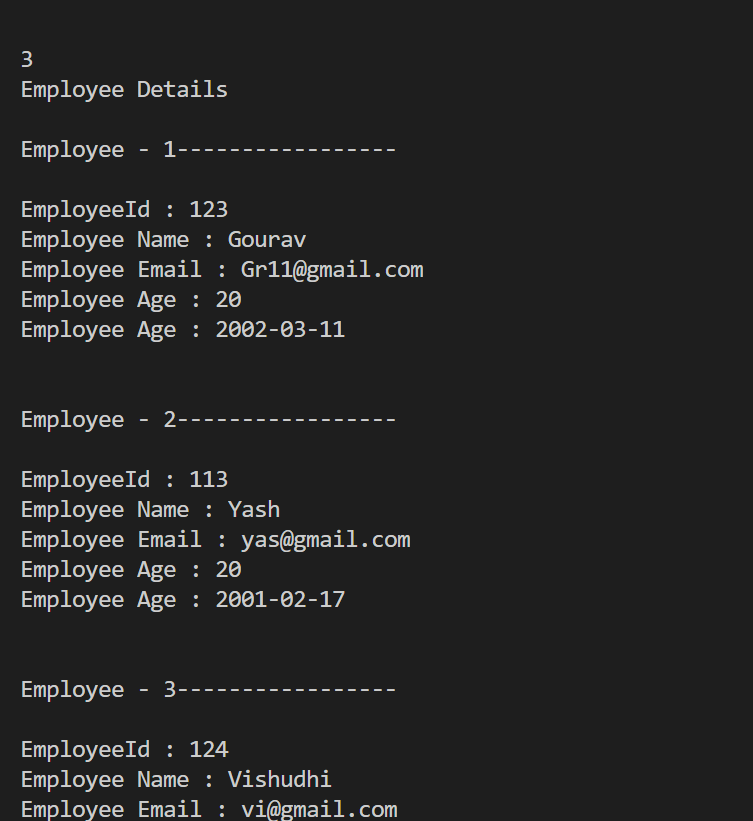 3
Employee Details
Employee - 1-----------------
EmployeeId : 123
Employee Name : Gourav
Employee Email : Gr11@gmail.com
Employee Age : 20
Employee Age : 2002-03-11
Employee - 2-----------------
EmployeeId : 113
Employee Name : Yash
Employee Email : yas@gmail.com
Employee Age : 20
Employee Age : 2001-02-17
Employee - 3-----------------
EmployeeId : 124
Employee Name : Vishudhi
Employee Email : vi@gmail.com